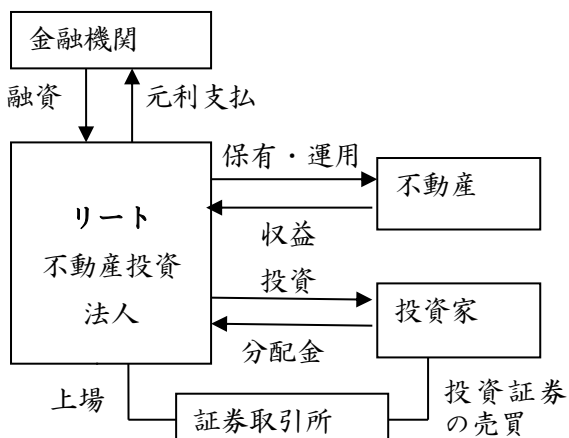 金融機関
融資
元利支払
保有・運用
不動産
リート
不動産投資
法人
収益
投資
投資家
分配金
上場
証券取引所
投資証券
の売買